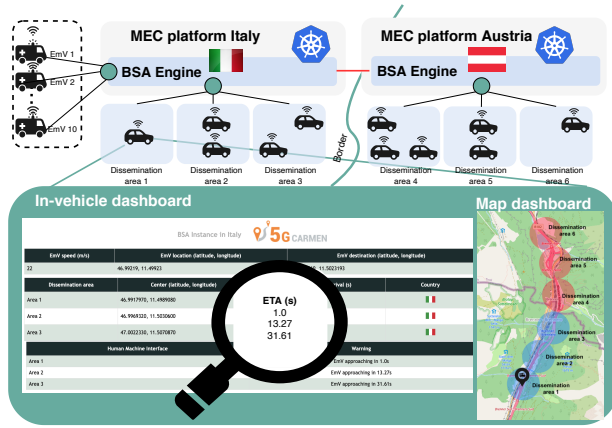 MEC platform Italy
MEC platform Austria
EmV 1
EmV 2
EmV 10
BSA Engine
BSA Engine
Border
Dissemination
area 1
Dissemination
area 2
Dissemination
area 3
Dissemination
area 4
Dissemination
area 5
Dissemination
area 6
In-vehicle dashboard
Map dashboard
BSA Instance in Italy
5G CARMEN
EmV speed (m/s) EmV location (latitude, longitude) EmV destination (latitude, longitude)
22 46.99219, 11.49923 11.5023193
Dissemination area Center (latitude, longitude) (s) Country
Area 1 46.9917970, 11.4989080
Area 2 46.9969320, 11.5030600
Area 3 47.0032330, 11.5070870
ETA (s)
1.0
13.27
31.61
Human Machine Interface Warning
Area 1 EmV approaching in 1.0s
Area 2 EmV approaching in 13.27s
Area 3 EmV approaching in 31.61s
Dissemination
area 6
Dissemination
area 5
Dissemination
area 4
Dissemination
area 3
Dissemination
area 2
Dissemination
area 1